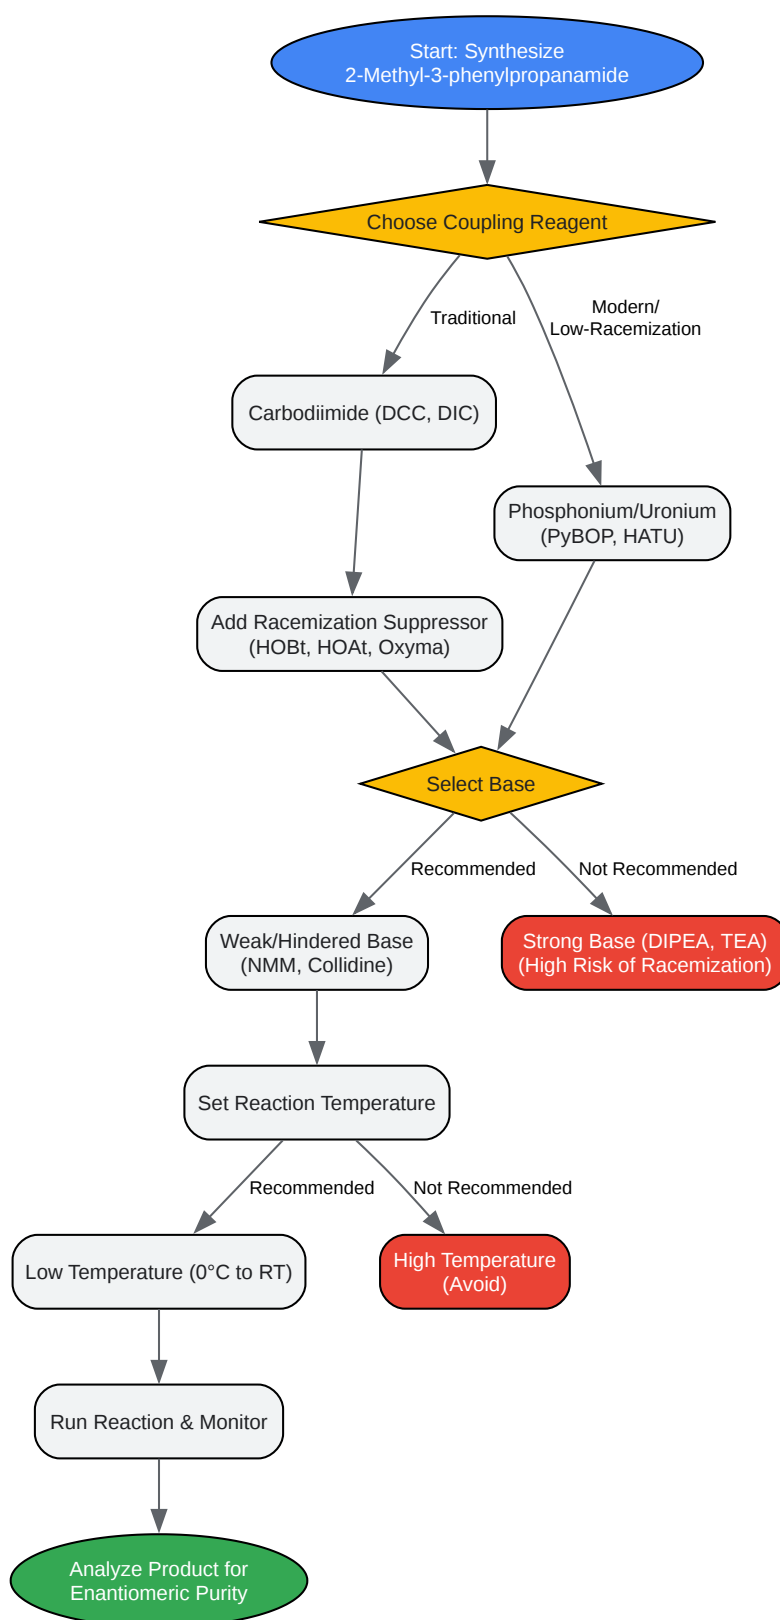 Start: Synthesize
2-Methyl-3-phenylpropanamide
Choose Coupling Reagent
Traditional
Modern/
Low-Racemization
Carbodiimide (DCC, DIC)
Phosphonium/Uronium
(PyBOP, HATU)
Add Racemization Suppressor
(HOBt, HOAt, Oxyma)
Select Base
Recommended
Not Recommended
Weak/Hindered Base
(NMM, Collidine)
Strong Base (DIPEA, TEA)
(High Risk of Racemization)
Set Reaction Temperature
Recommended
Not Recommended
Low Temperature (0°C to RT)
High Temperature
(Avoid)
Run Reaction & Monitor
Analyze Product for
Enantiomeric Purity